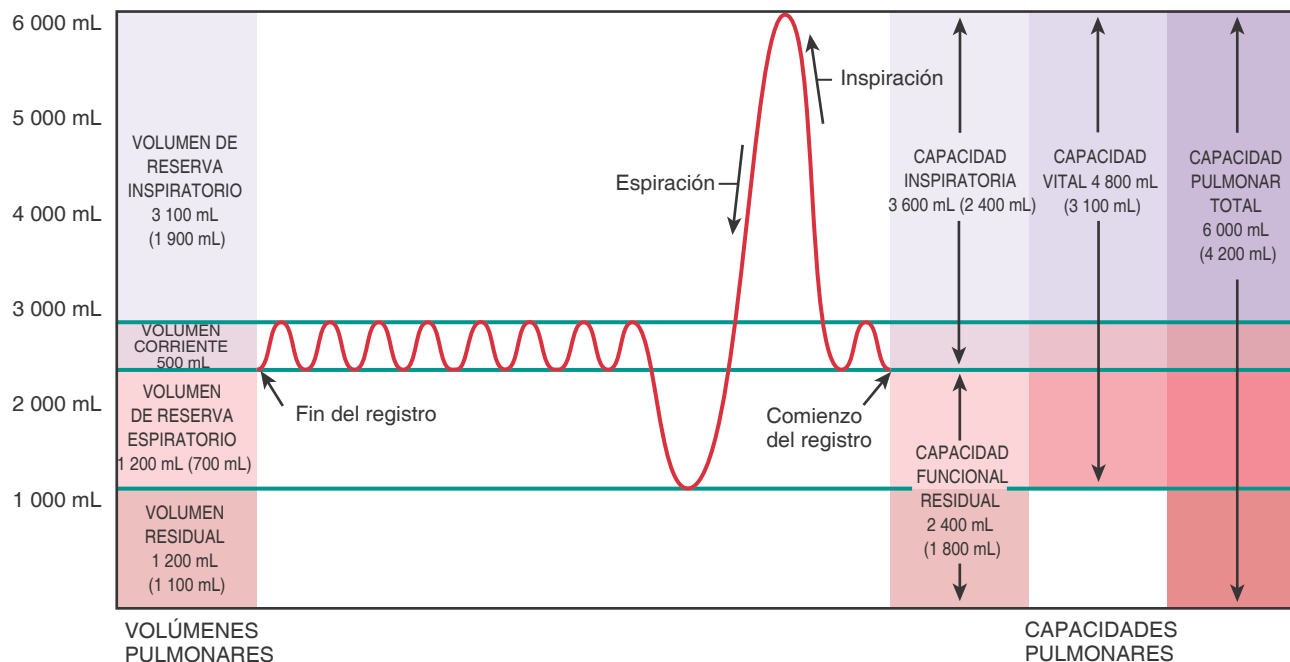 6 000 mL
5 000 mL
4 000 mL
3 000 mL
2 000 mL
1 000 mL
VOLUMEN DE
RESERVA
INSPIRATORIO
3 100 mL
(1 900 mL)
VOLUMEN
CORRIENTE
500 mL
VOLUMEN
DE RESERVA
ESPIRATORIO
1 200 mL (700 mL)
VOLUMEN
RESIDUAL
1 200 mL
(1 100 mL)
Fin del registro
Espiración
Inspiración
Comienzo
del registro
CAPACIDAD
INSPIRATORIA
3 600 mL (2 400 mL)
CAPACIDAD
FUNCIONAL
RESIDUAL
2 400 mL
(1 800 mL)
CAPACIDAD
VITAL 4 800 mL
(3 100 mL)
CAPACIDAD
PULMONAR
TOTAL
6 000 mL
(4 200 mL)
VOLÚMENES
PULMONARES
CAPACIDADES
PULMONARES